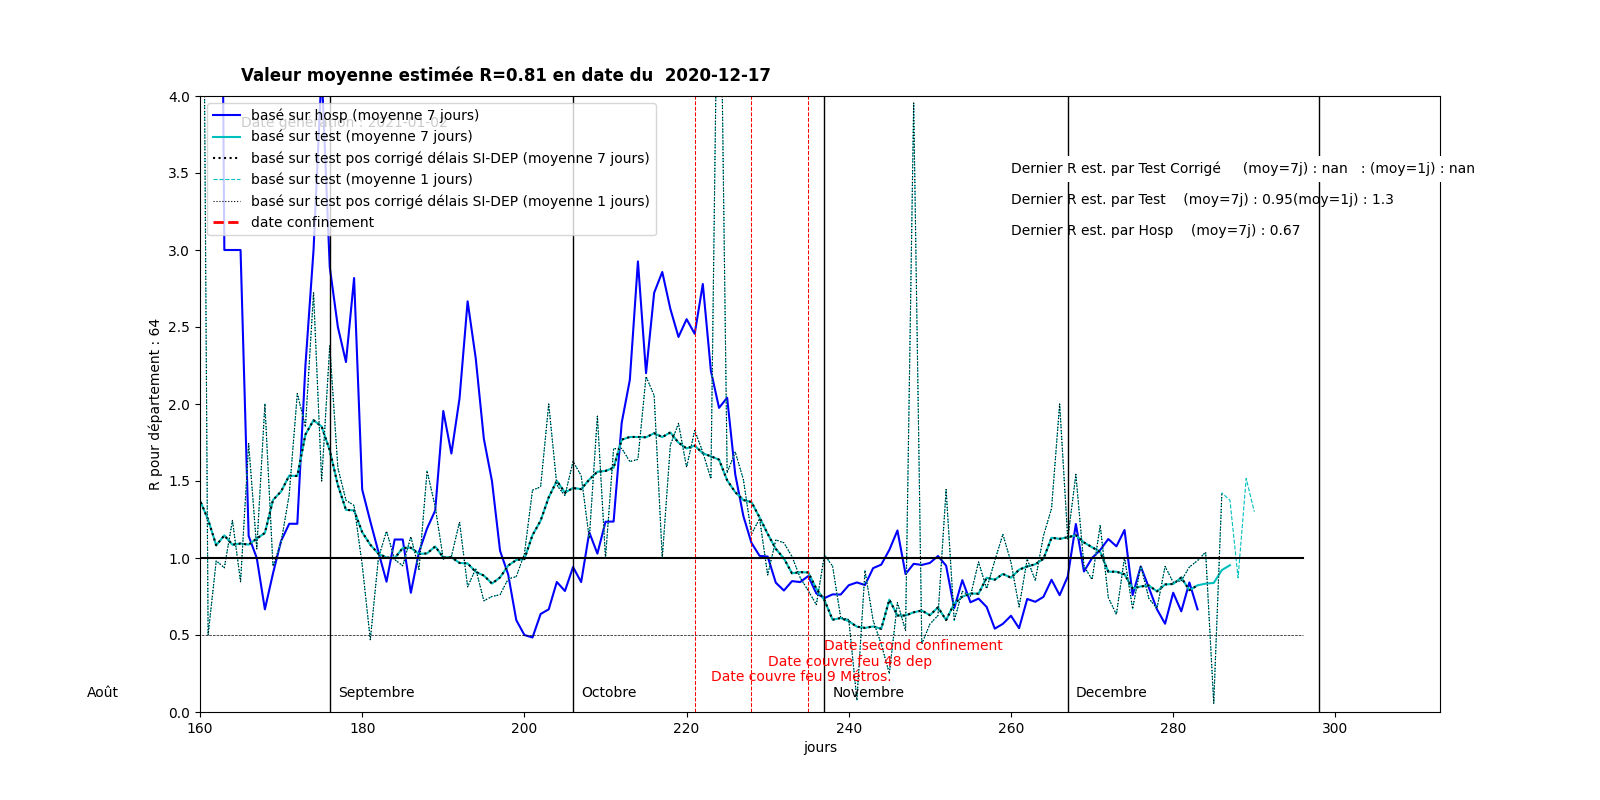 Valeur moyenne estimée R=0.81 en date du  2020-12-17
4.0
3.5
3.0
2.5
2.0
1.5
1.0
0.5
0.0
R pour département : 64
basé sur hosp (moyenne 7 jours)
Date génération : 2021-01-02
basé sur test (moyenne 7 jours)
basé sur test pos corrigé délais SI-DEP (moyenne 7 jours)
basé sur test (moyenne 1 jours)
basé sur test pos corrigé délais SI-DEP (moyenne 1 jours)
date confinement
Dernier R est. par Test Corrigé (moy=7j) : nan : (moy=1j) : nan
Dernier R est. par Test (moy=7j) : 0.95(moy=1j) : 1.3
Dernier R est. par Hosp (moy=7j) : 0.67
Date second confinement
Date couvre feu 48 dep
Date couvre feu 9 Métros.
Août Septembre Octobre Novembre Decembre
160 180 200 220 240 260 280 300
jours